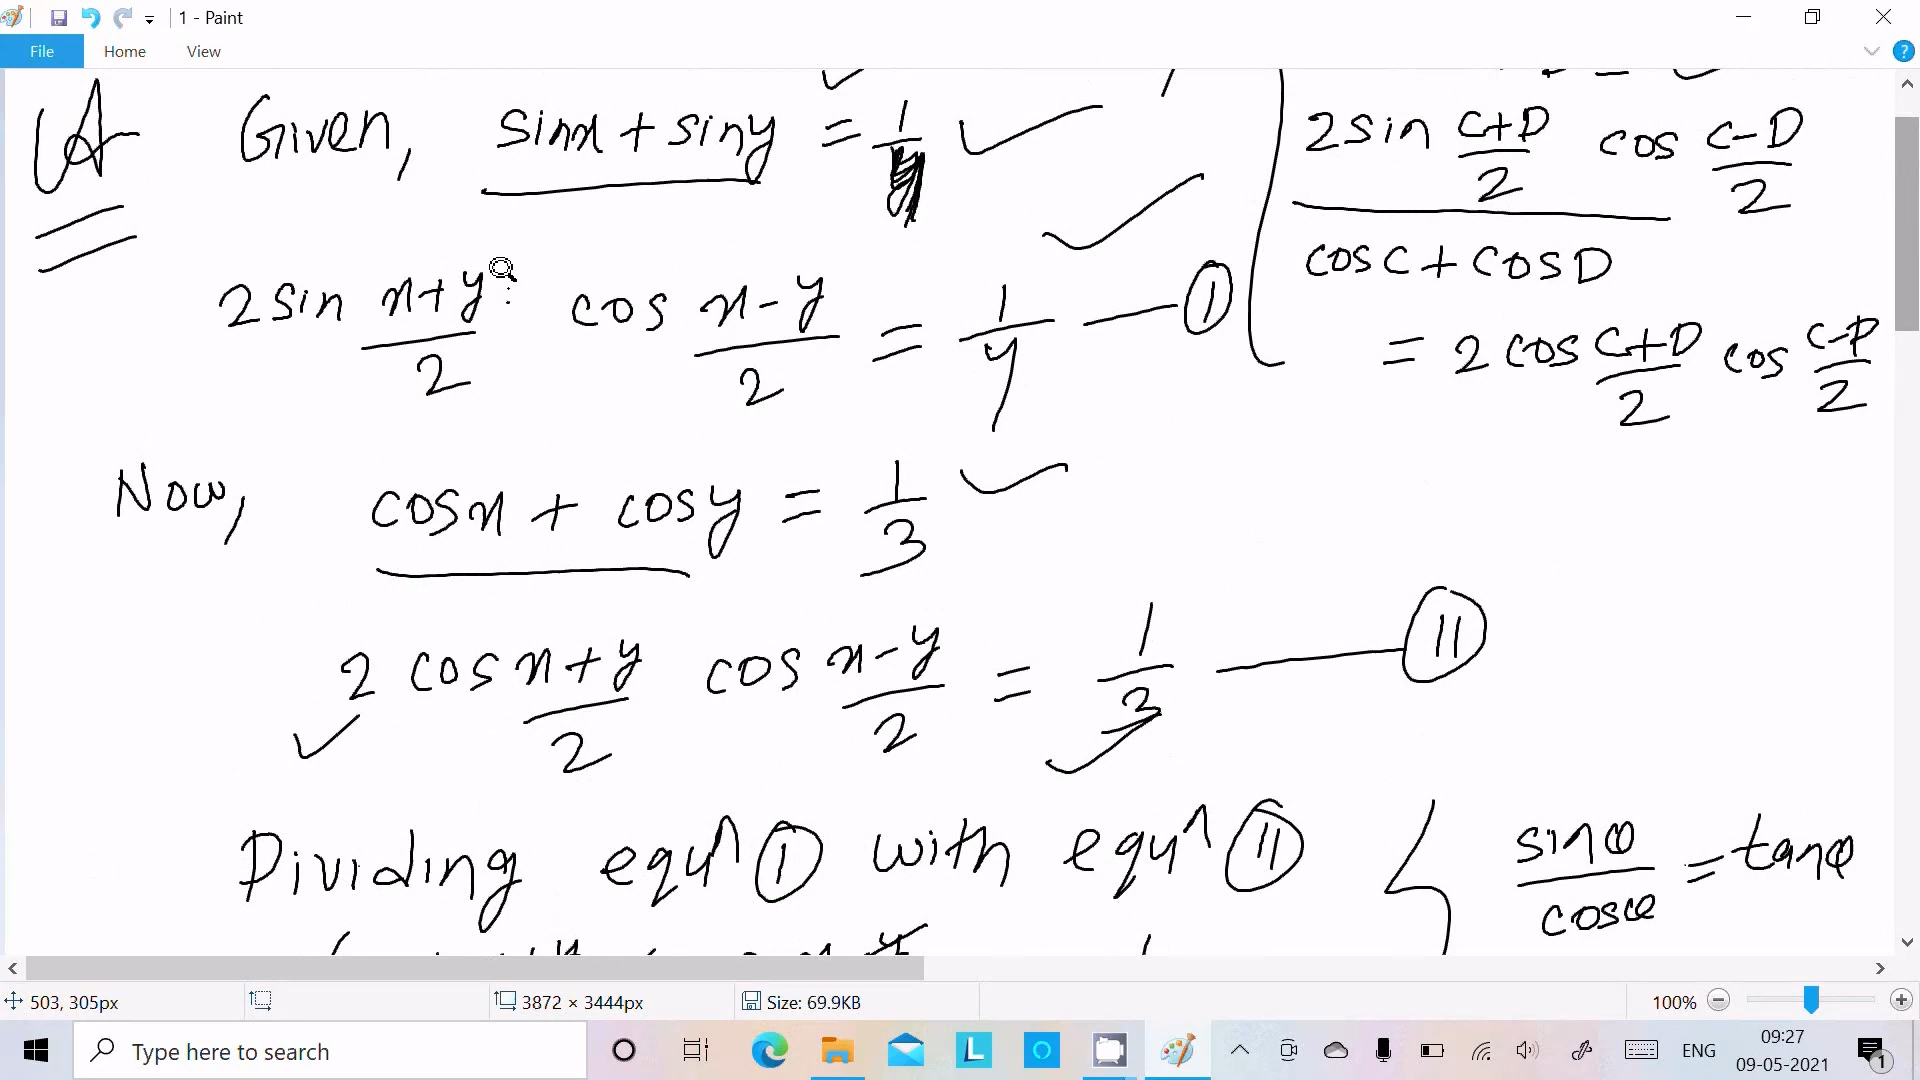 1 - Paint
File Home View
A Given, sinx + siny = 1/4
2 sin x+y/2 cos x-y/2 = 1/4 — I
2 sin C+D/2 cos C-D/2
cos C + cos D
= 2 cos C+D/2 cos C-D/2
Now, cosx + cosy = 1/3
2 cos x+y/2 cos x-y/2 = 1/3 — II
Dividing equn I with equn II
sinθ/cosθ = tanθ
503, 305px 3872 × 3444px Size: 69.9KB 100%
Type here to search
L
ENG
09:27
09-05-2021
1